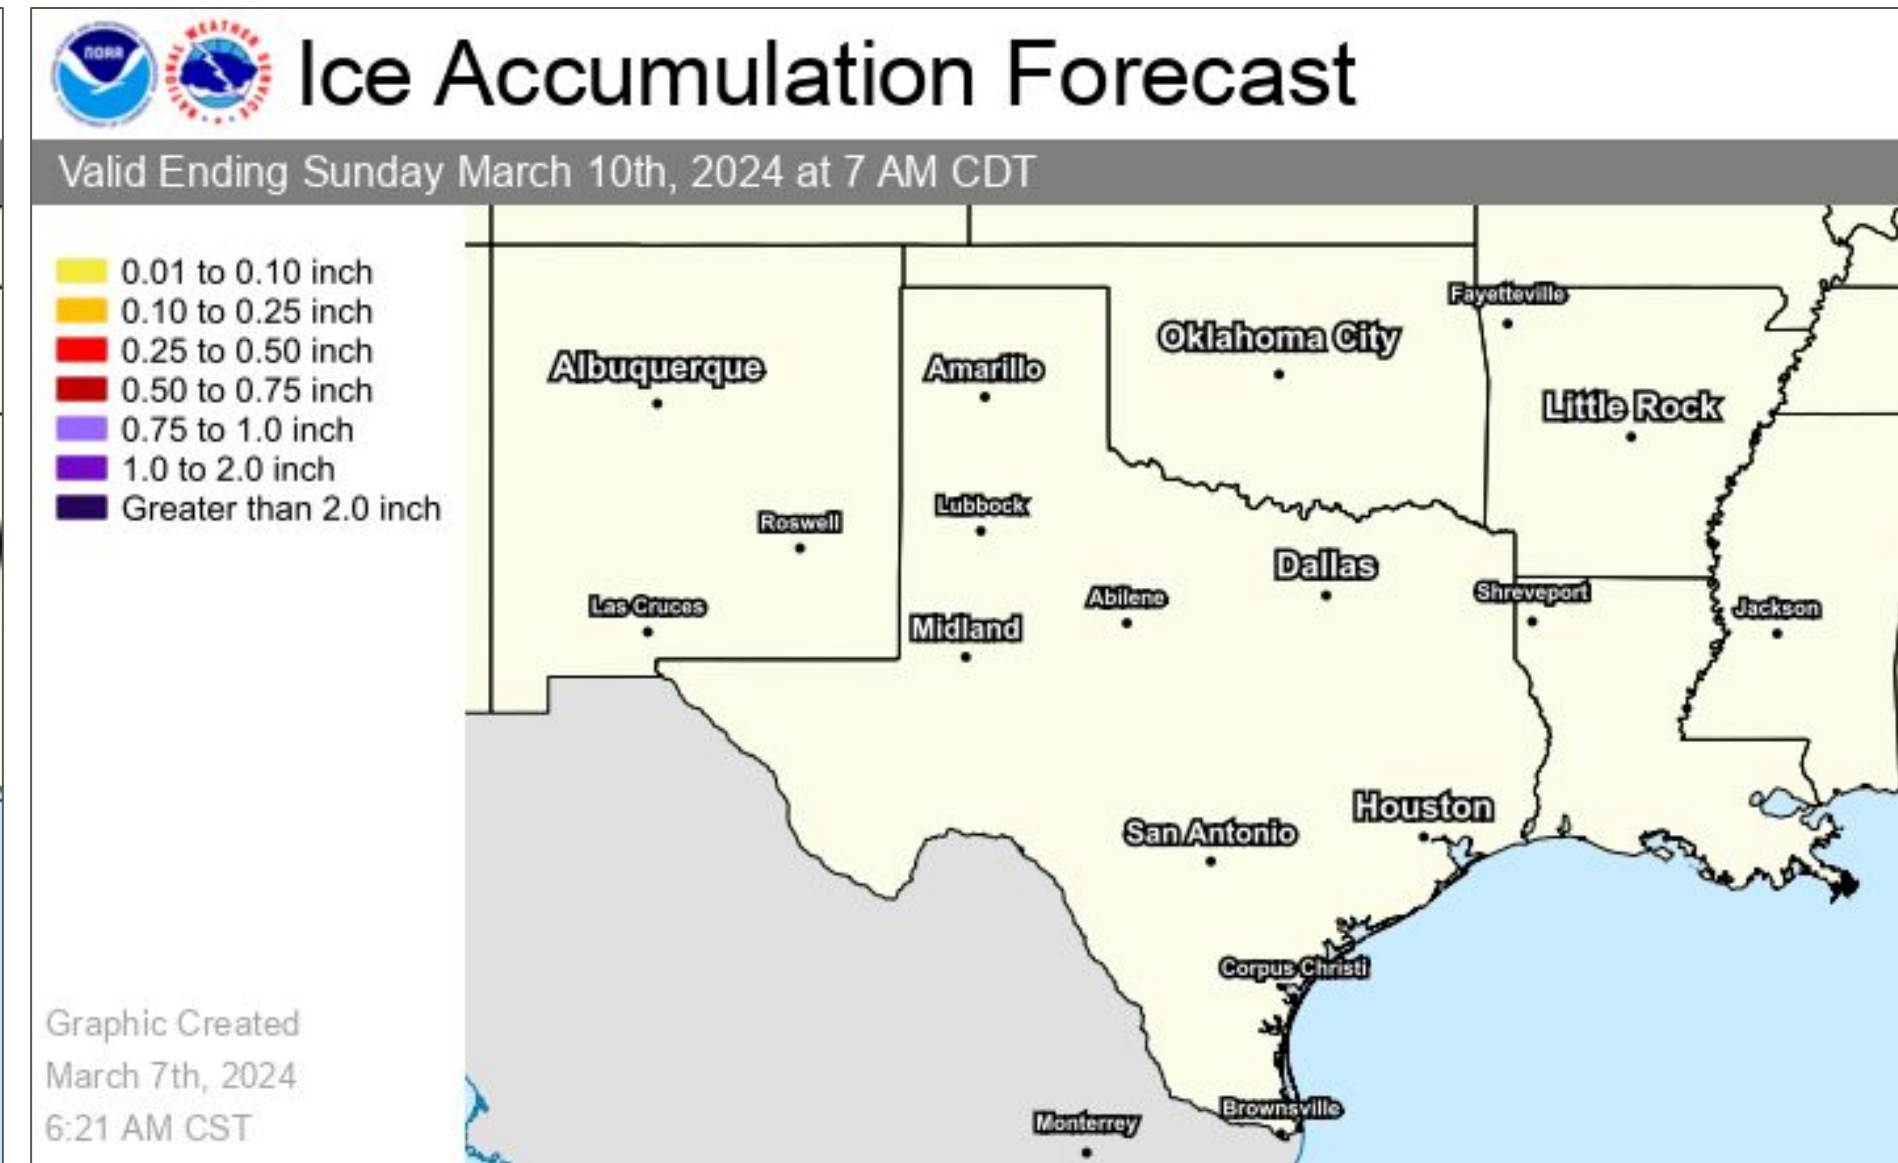 NOAA
NATIONAL WEATHER SERVICE
Ice Accumulation Forecast
Valid Ending Sunday March 10th, 2024 at 7 AM CDT
0.01 to 0.10 inch
0.10 to 0.25 inch
0.25 to 0.50 inch
0.50 to 0.75 inch
0.75 to 1.0 inch
1.0 to 2.0 inch
Greater than 2.0 inch
Fayetteville
Oklahoma City
Albuquerque
Amarillo
Little Rock
Lubbock
Roswell
Dallas
Shreveport
Abilene
Las Cruces
Jackson
Midland
Houston
San Antonio
Corpus Christi
Brownsville
Monterrey
Graphic Created
March 7th, 2024
6:21 AM CST